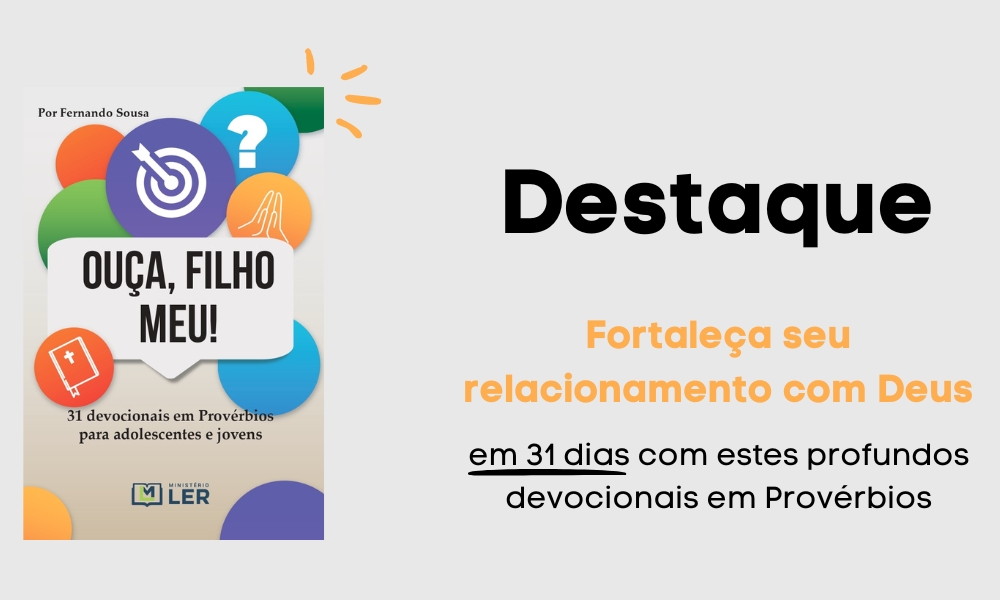 Por Fernando Sousa
OUÇA, FILHO
MEU!
31 devocionais em Provérbios
para adolescentes e jovens
MINISTÉRIO
LER
Destaque
Fortaleça seu
relacionamento com Deus
em 31 dias com estes profundos
devocionais em Provérbios